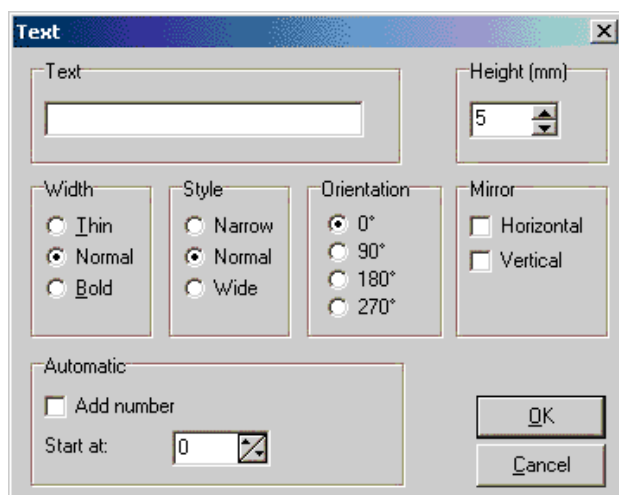 Text
Text
Height (mm)
5
Width
Thin
Normal
Bold
Style
Narrow
Normal
Wide
Orientation
0°
90°
180°
270°
Mirror
Horizontal
Vertical
Automatic
Add number
Start at:
0
OK
Cancel